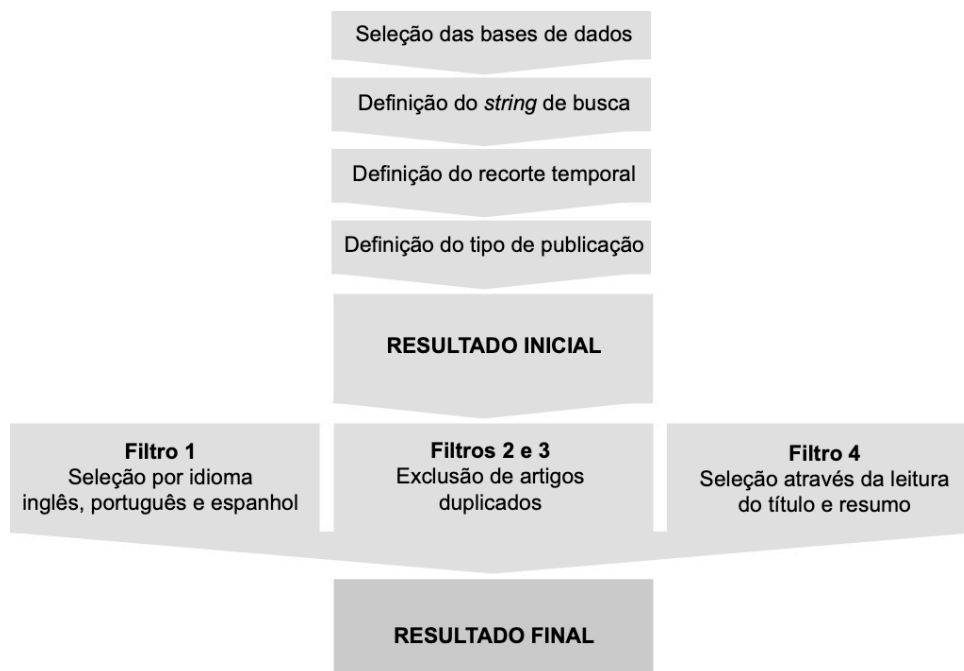 Seleção das bases de dados
Definição do string de busca
Definição do recorte temporal
Definição do tipo de publicação
RESULTADO INICIAL
Filtro 1
Seleção por idioma
inglês, português e espanhol
Filtros 2 e 3
Exclusão de artigos
duplicados
Filtro 4
Seleção através da leitura
do título e resumo
RESULTADO FINAL